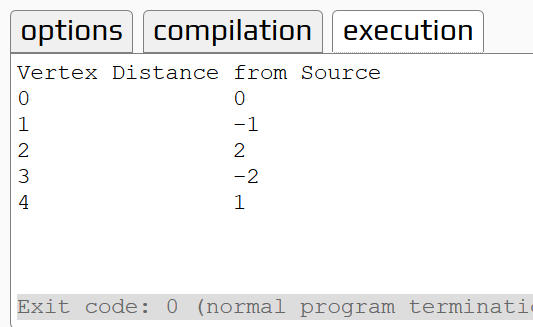 options compilation execution
Vertex Distance from Source
0 0
1 -1
2 2
3 -2
4 1
Exit code: 0 (normal program